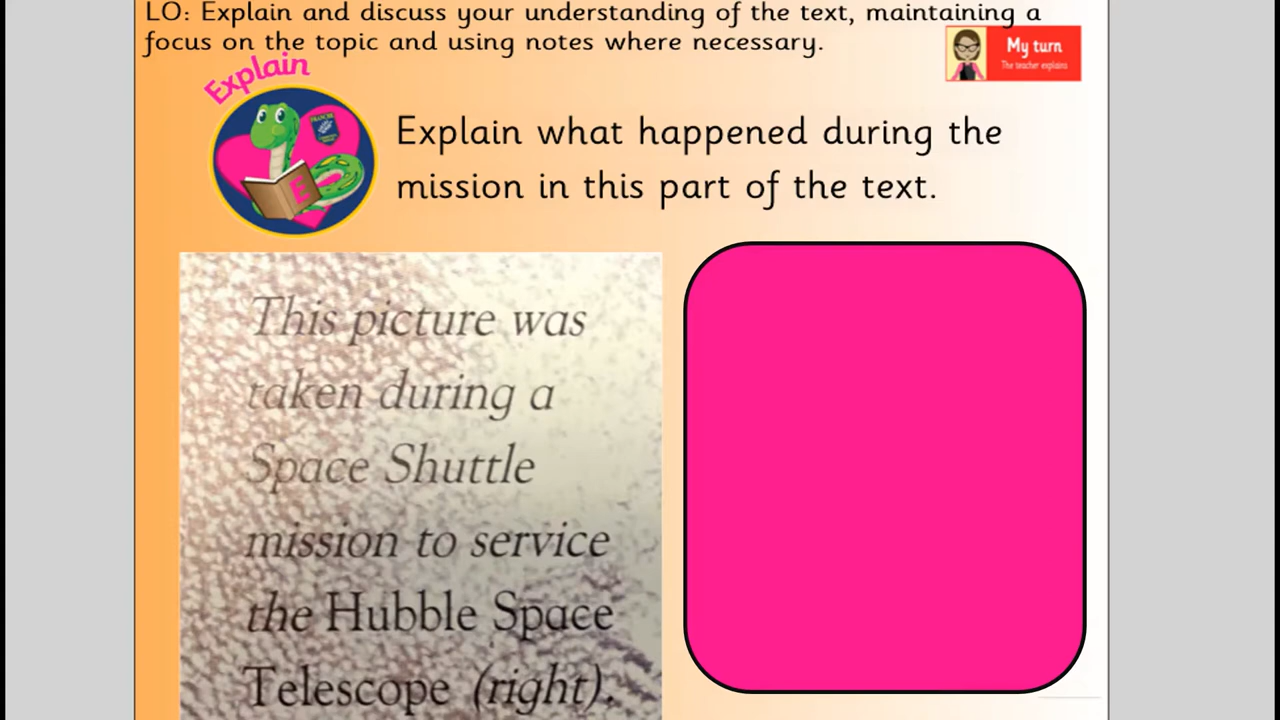 LO: Explain and discuss your understanding of the text, maintaining a
focus on the topic and using notes where necessary.
My turn
The teacher explains
Explain
E
Explain what happened during the
mission in this part of the text.
This picture was
taken during a
Space Shuttle
mission to service
the Hubble Space
Telescope (right).